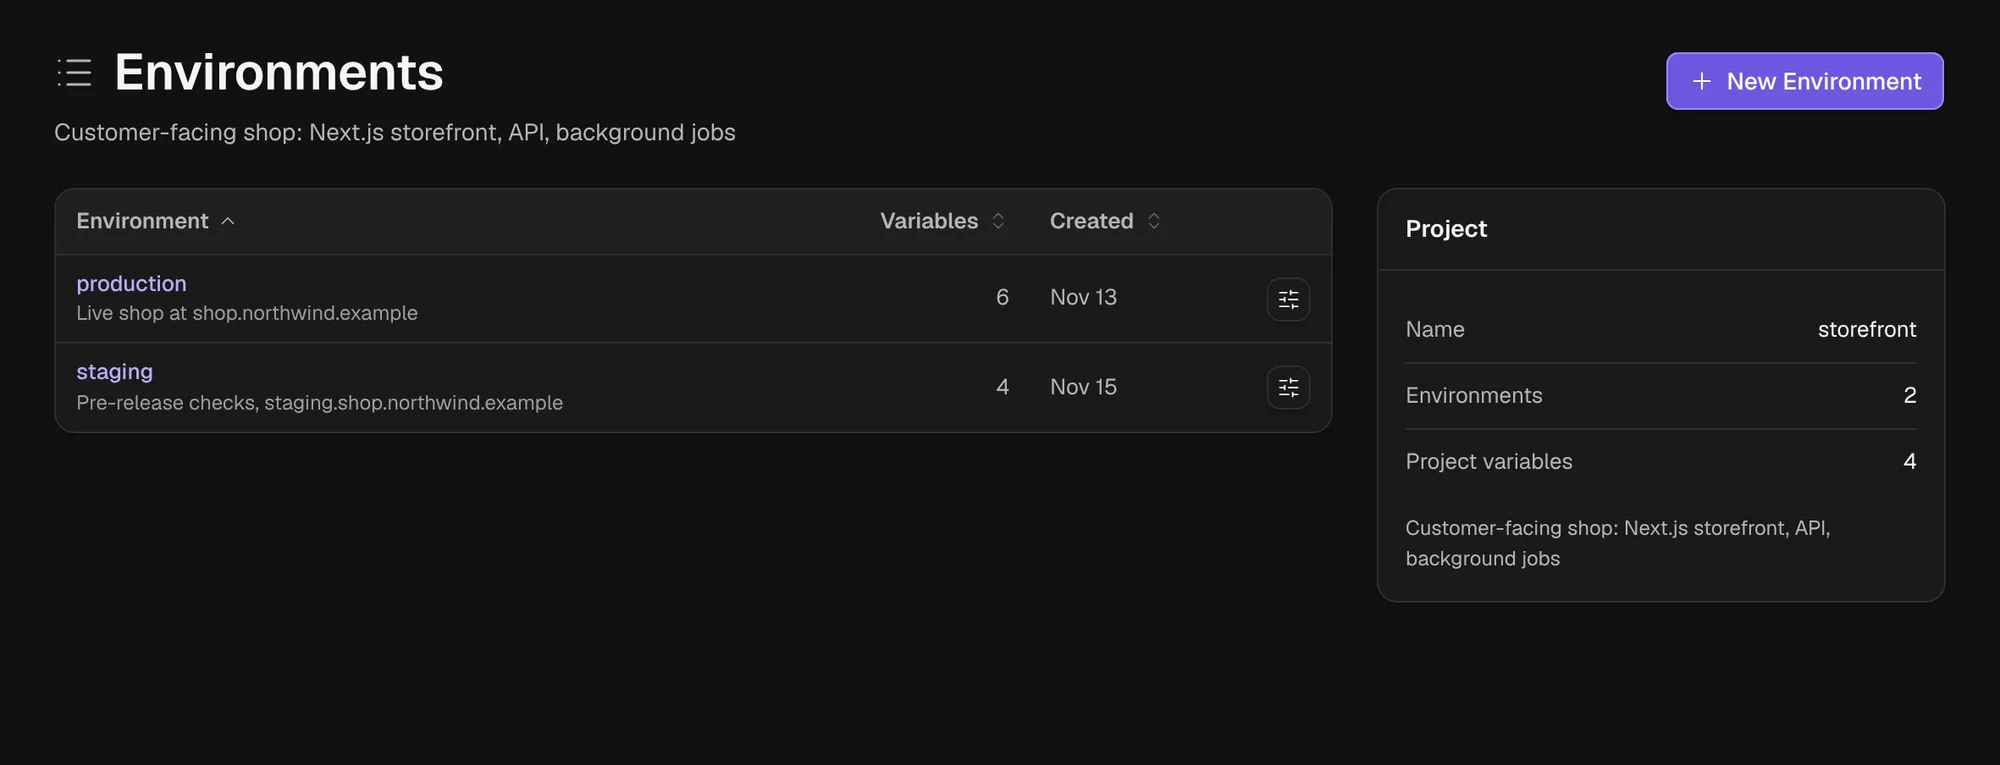 Environments
New Environment
Customer-facing shop: Next.js storefront, API, background jobs
Environment Variables Created
production
Live shop at shop.northwind.example
6 Nov 13
staging
Pre-release checks, staging.shop.northwind.example
4 Nov 15
Project
Name storefront
Environments 2
Project variables 4
Customer-facing shop: Next.js storefront, API,
background jobs